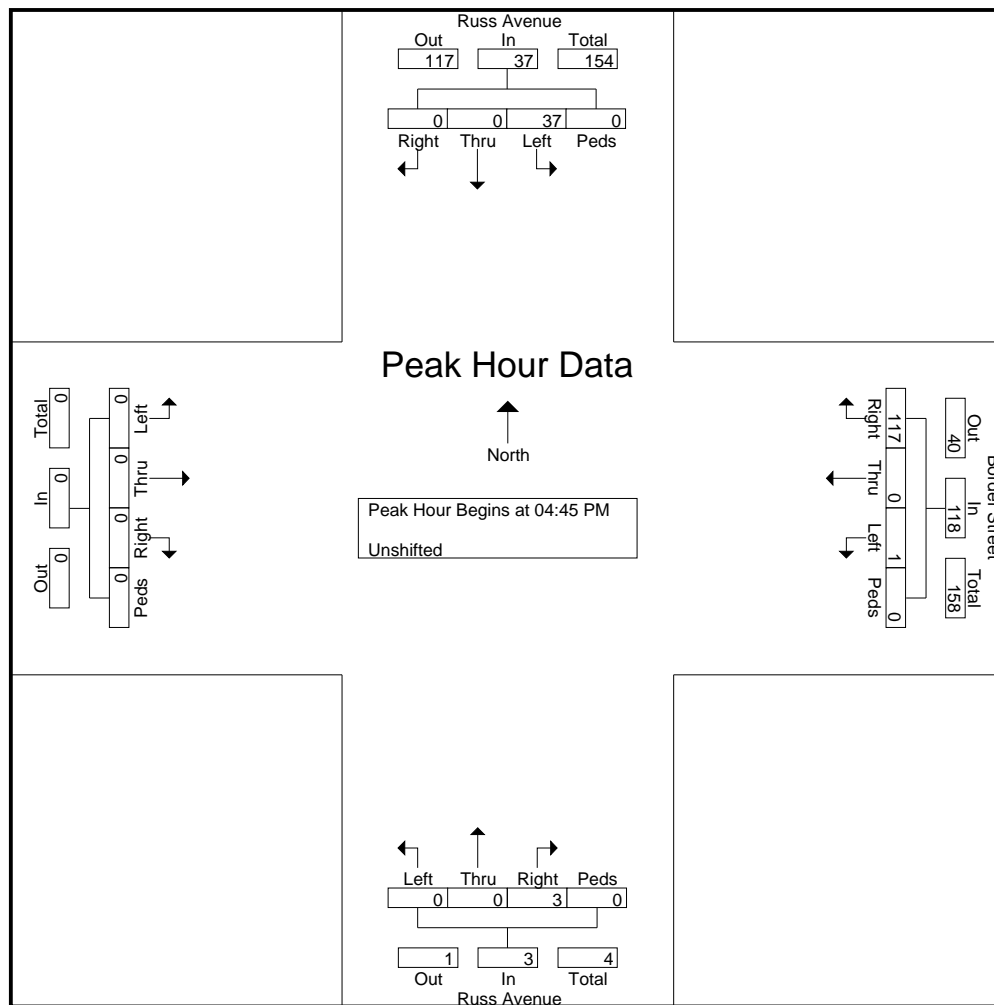 Russ Avenue
Out In Total
117 37 154
0 0 37 0
Right Thru Left Peds
Peak Hour Data
North
Peak Hour Begins at 04:45 PM
Unshifted
Left Thru Right Peds
0 0 0 0
Total In Out
0 0 0
Right Thru Left Peds
117 0 1 0
Out In Total
40 118 158
Border Street
Left Thru Right Peds
0 0 3 0
1 3 4
Out In Total
Russ Avenue